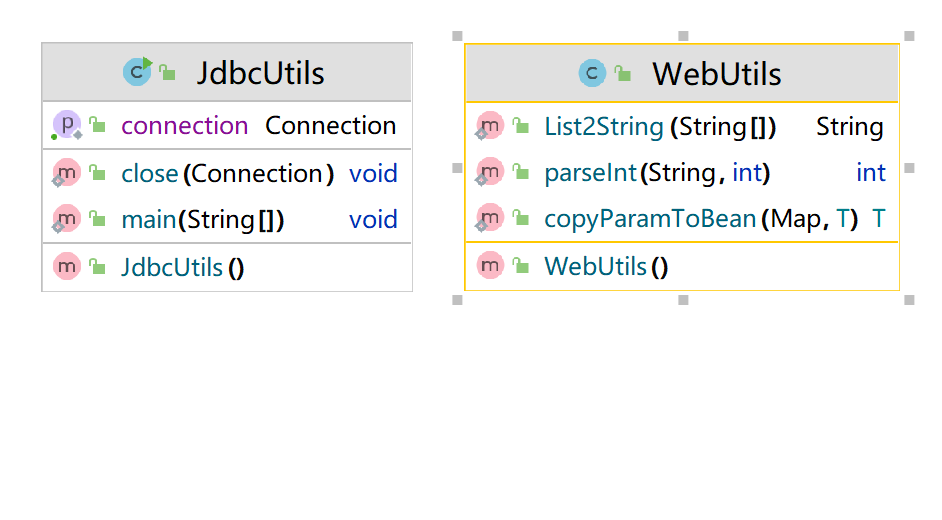 JdbcUtils
connection Connection
close(Connection) void
main(String[]) void
JdbcUtils()
WebUtils
List2String(String[]) String
parseInt(String, int) int
copyParamToBean(Map, T) T
WebUtils()